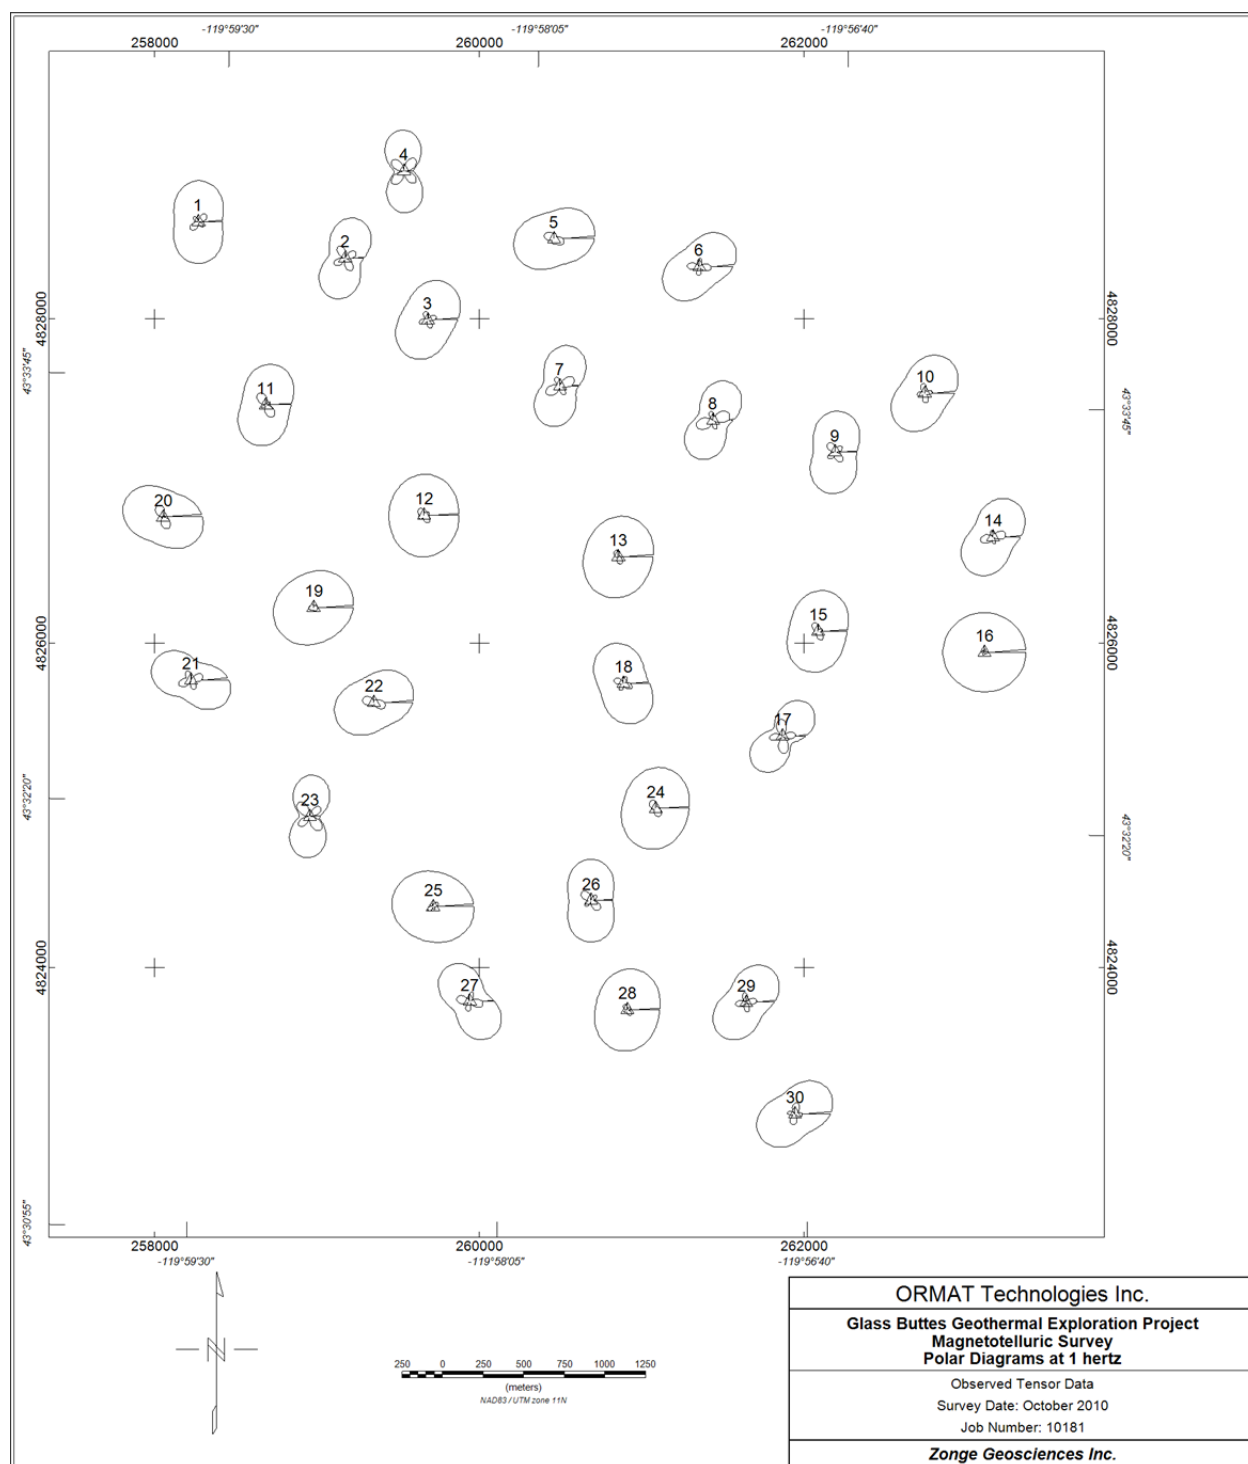 -119°59'30" -119°58'05" -119°56'40"
258000 260000 262000
4
1
2
5
6
3
4828000 4828000
43°33'45"
7
10
11
8
43°33'45"
9
20
12
14
13
19
15
4826000 4826000
16
21
18
22
17
43°32'20"
23
24
43°32'20"
25
26
4824000 4824000
27
28
29
30
43°30'55"
258000 260000 262000
-119°59'30" -119°58'05" -119°56'40"
N
250 0 250 500 750 1000 1250
(meters)
NAD83 / UTM zone 11N
ORMAT Technologies Inc.
Glass Buttes Geothermal Exploration Project
Magnetotelluric Survey
Polar Diagrams at 1 hertz
Observed Tensor Data
Survey Date: October 2010
Job Number: 10181
Zonge Geosciences Inc.